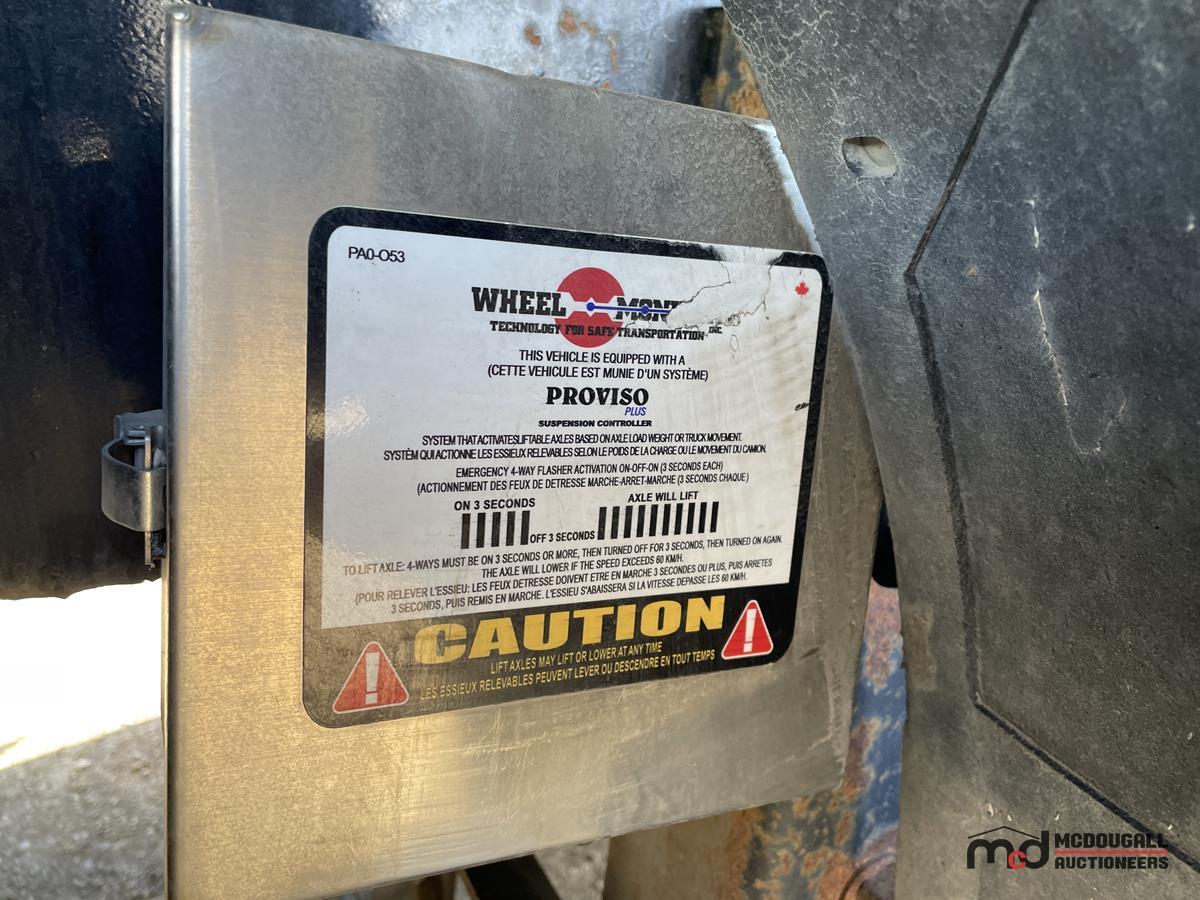 PA0-O53
WHEEL
TECHNOLOGY FOR SAFE TRANSPORTATION INC.
THIS VEHICLE IS EQUIPPED WITH A
(CETTE VEHICULE EST MUNIE D'UN SYSTÈME)
PROVISO
PLUS
SUSPENSION CONTROLLER
SYSTEM THAT ACTIVATES LIFTABLE AXLES BASED ON AXLE LOAD WEIGHT OR TRUCK MOVEMENT.
SYSTÈM QUI ACTIONNE LES ESSIEUX RELEVABLES SELON LE POIDS DE LA CHARGE OU LE MOVEMENT DU CAMION.
EMERGENCY 4-WAY FLASHER ACTIVATION ON-OFF-ON (3 SECONDS EACH)
(ACTIONNEMENT DES FEUX DE DETRESSE MARCHE-ARRET-MARCHE (3 SECONDS CHAQUE)
ON 3 SECONDS AXLE WILL LIFT
OFF 3 SECONDS
TO LIFT AXLE: 4-WAYS MUST BE ON 3 SECONDS OR MORE, THEN TURNED OFF FOR 3 SECONDS, THEN TURNED ON AGAIN.
THE AXLE WILL LOWER IF THE SPEED EXCEEDS 60 KM/H.
(POUR RELEVER L'ESSIEU: LES FEUX DETRESSE DOIVENT ETRE EN MARCHE 3 SECONDES OU PLUS, PUIS ARRETES
3 SECONDS, PUIS REMIS EN MARCHE. L'ESSIEU S'ABAISSERA SI LA VITESSE DEPASSE LES 60 KM/H.
CAUTION
LIFT AXLES MAY LIFT OR LOWER AT ANY TIME
LES ESSIEUX RELEVABLES PEUVENT LEVER OU DESCENDRE EN TOUT TEMPS
mcD MCDOUGALL
AUCTIONEERS